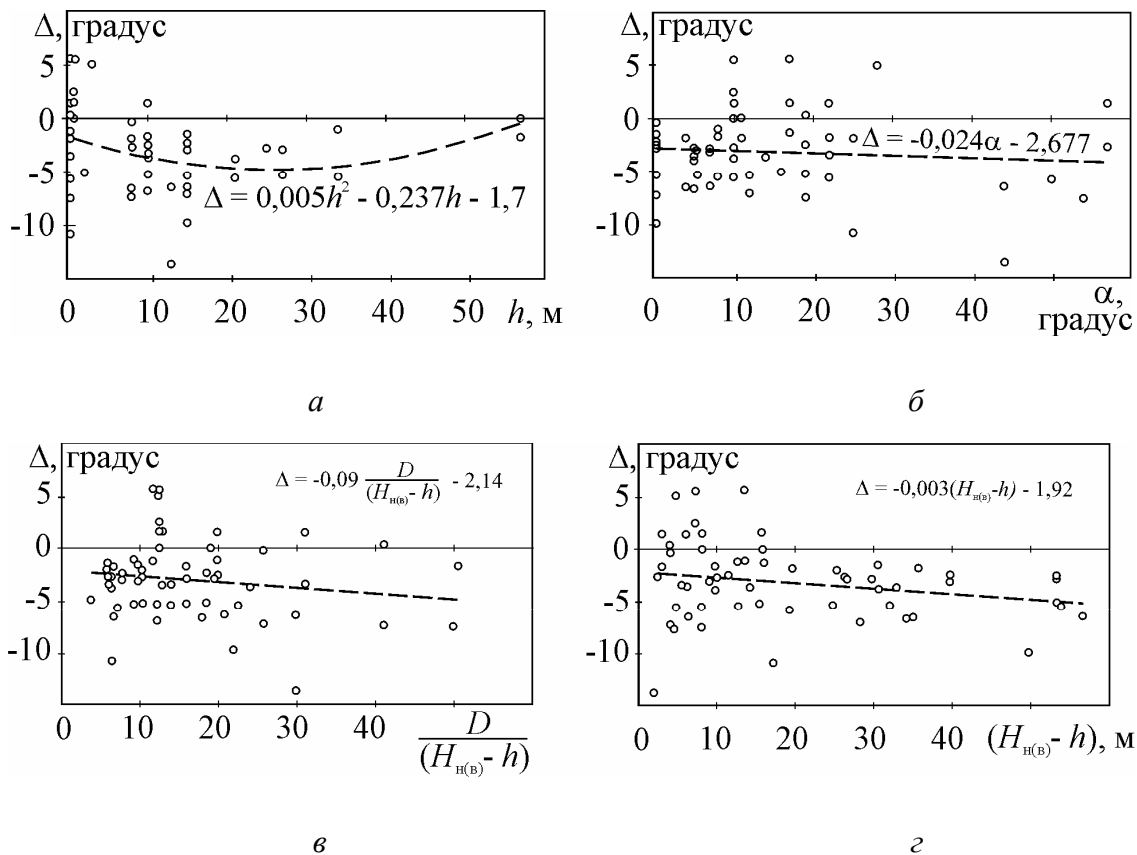 Δ, градус
5
0
-5
-10
Δ = 0,005h² - 0,237h - 1,7
0 10 20 30 40 50 h, м
а
Δ, градус
5
0
-5
-10
Δ = -0,024α - 2,677
0 10 20 30 40 α,
градус
б
Δ, градус
5
0
-5
-10
Δ = -0,09 D/(Hн(в) - h) - 2,14
0 10 20 30 40 D/(Hн(в) - h)
в
Δ, градус
5
0
-5
-10
Δ = -0,003(Hн(в)-h) - 1,92
0 10 20 30 40 (Hн(в)- h), м
г